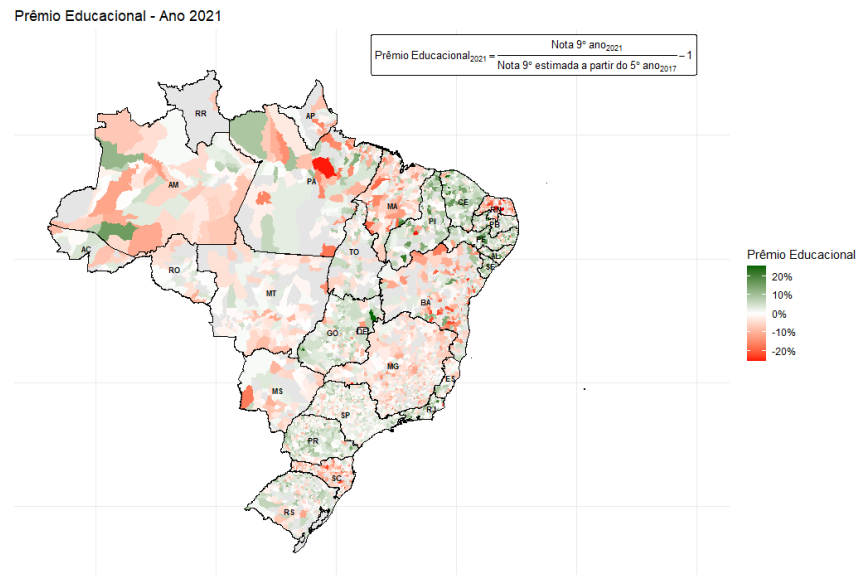 Prêmio Educacional - Ano 2021
Nota 9º ano2021
Prêmio Educacional2021 = −1
Nota 9º estimada a partir do 5º ano2017
RR
AP
AM
PA
MA
CE
RN
PB
PI
PE
AL
SE
AC
TO
RO
BA
MT
GO
DF
MG
ES
MS
SP
RJ
PR
SC
RS
Prêmio Educacional
20%
10%
0%
-10%
-20%